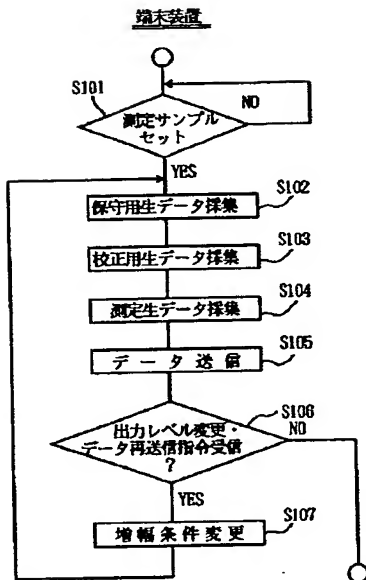 端末装置
S101
測定サンプル
セット
NO
YES
S102
保守用生データ採集
S103
校正用生データ採集
S104
測定生データ採集
S105
データ送信
S106
出力レベル変更・
データ再送信指令受信
?
NO
YES
S107
増幅条件変更